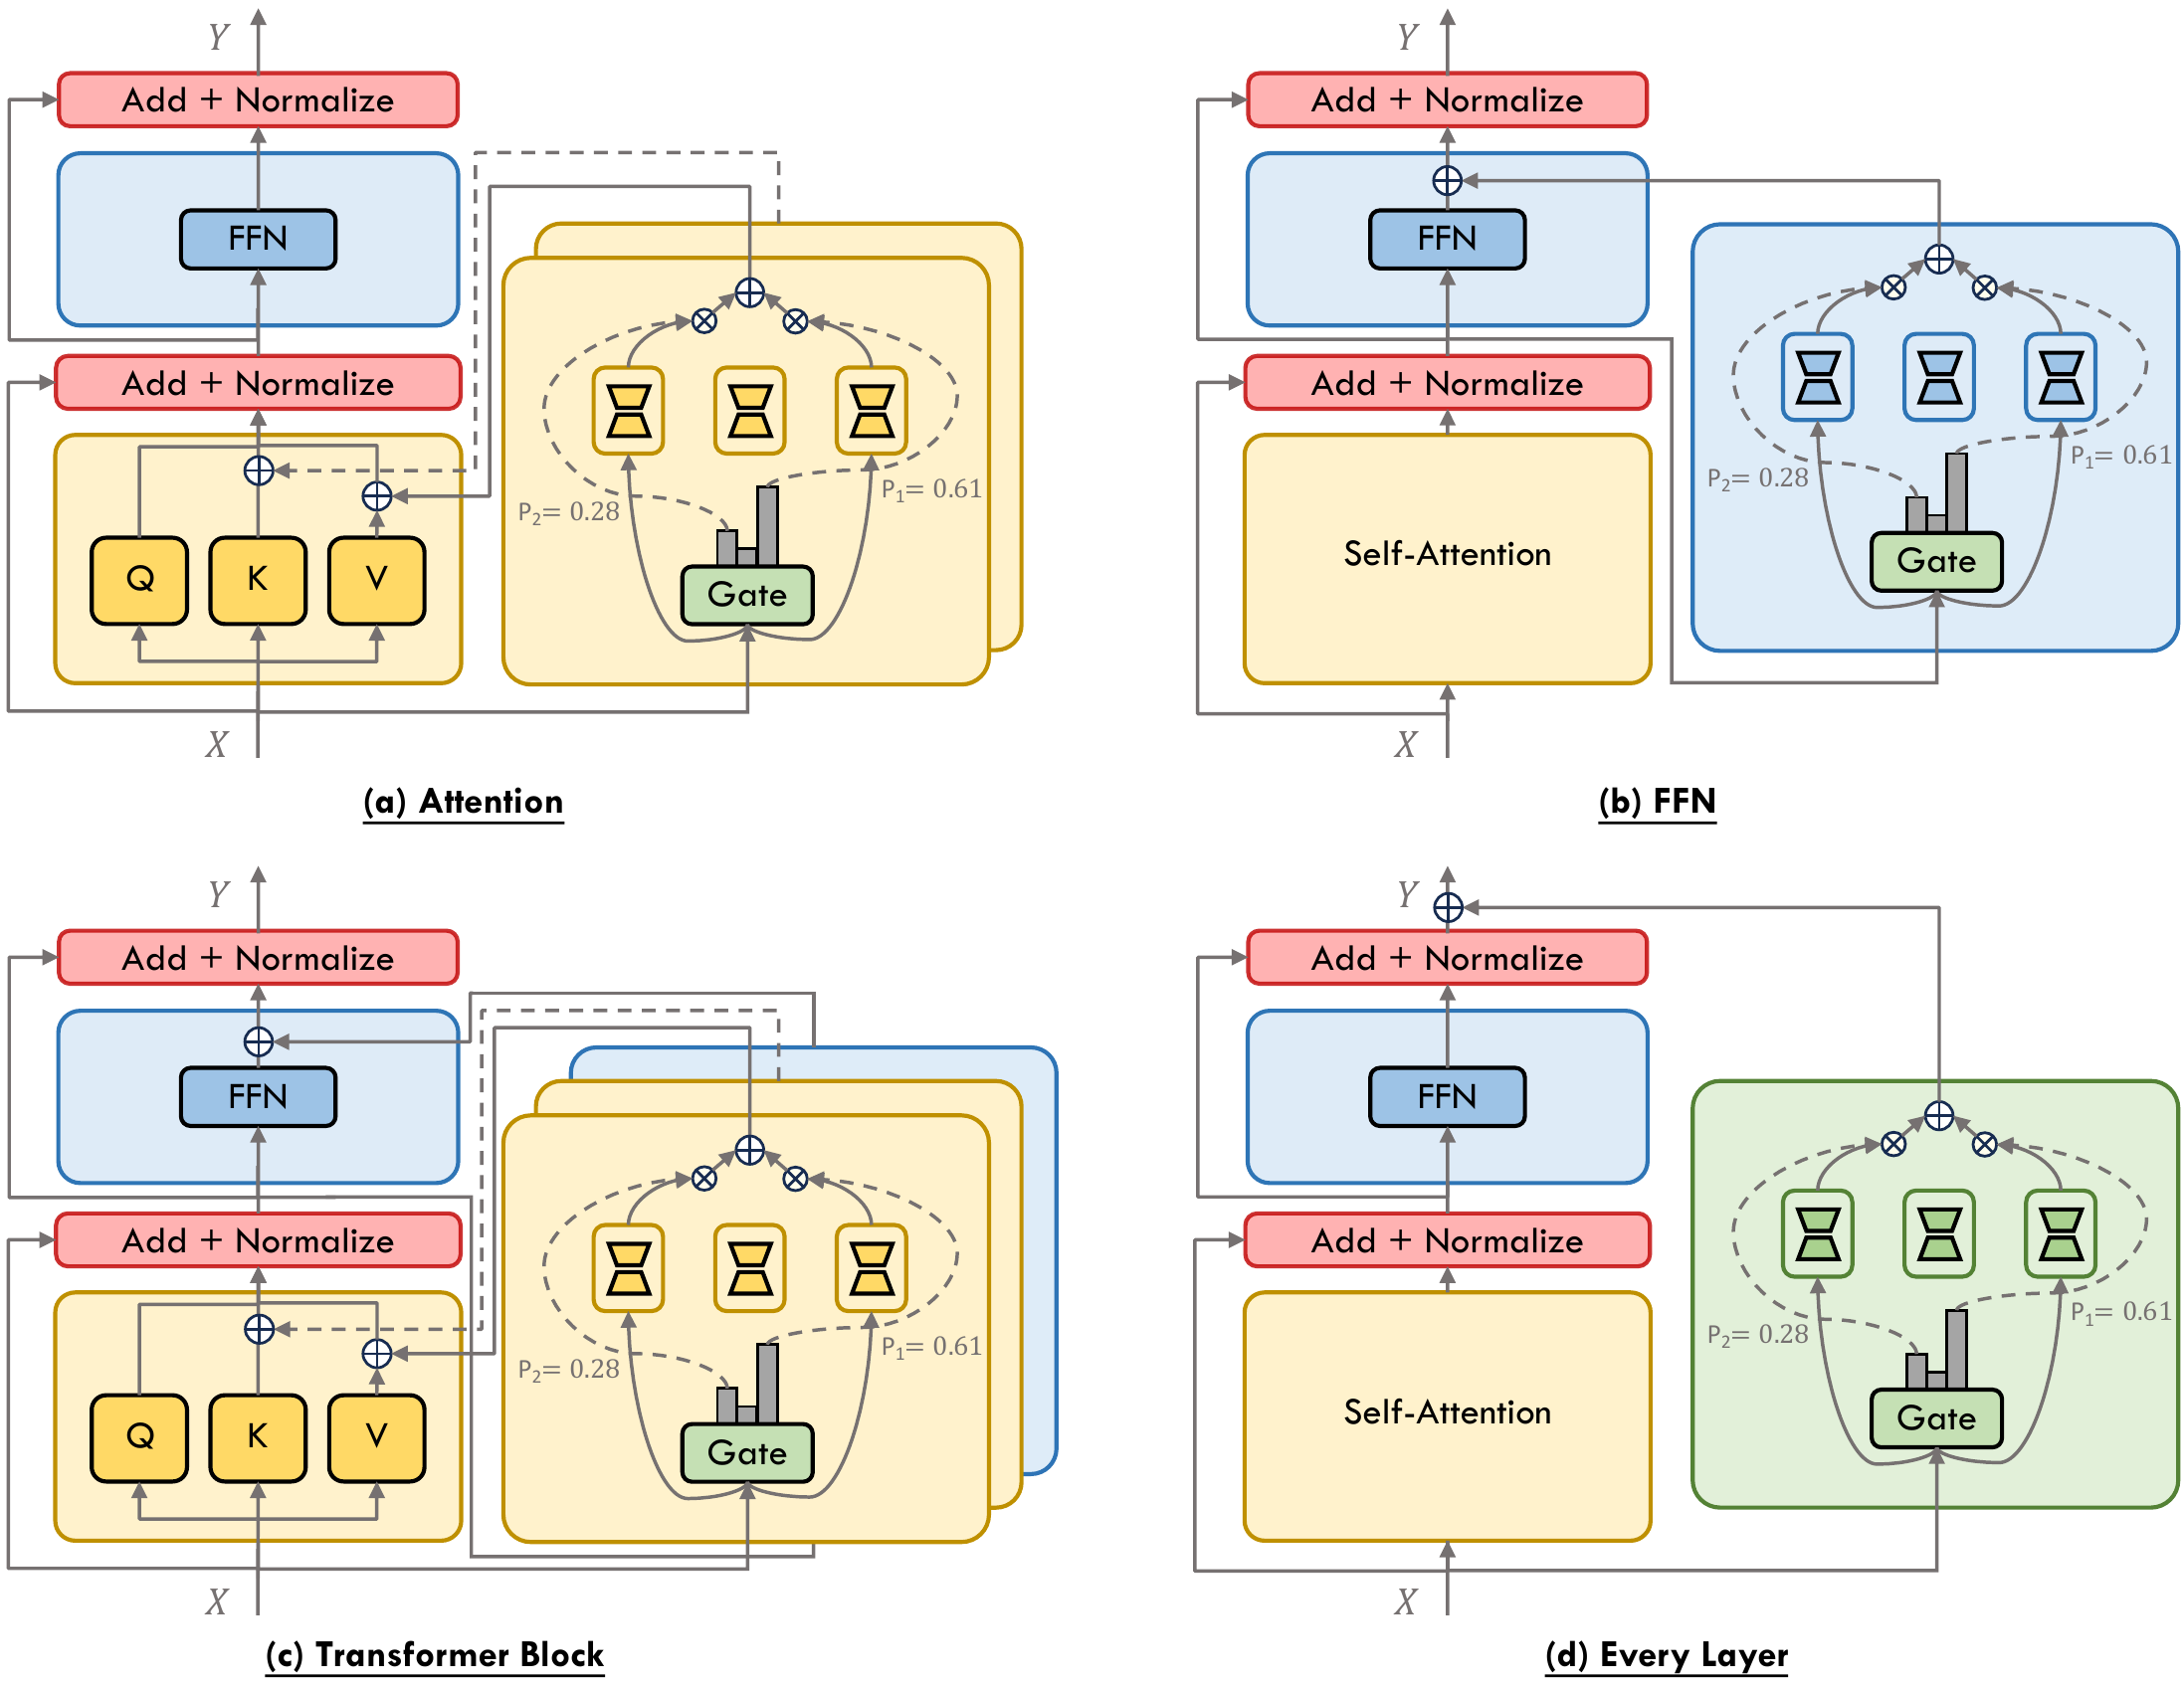 Y
Add + Normalize
FFN
Add + Normalize
Q K V
P2= 0.28
P1= 0.61
Gate
X
(a) Attention
Y
Add + Normalize
FFN
Add + Normalize
Self-Attention
P2= 0.28
P1= 0.61
Gate
X
(b) FFN
Y
Add + Normalize
FFN
Add + Normalize
Q K V
P2= 0.28
P1= 0.61
Gate
X
(c) Transformer Block
Y
Add + Normalize
FFN
Add + Normalize
Self-Attention
P2= 0.28
P1= 0.61
Gate
X
(d) Every Layer